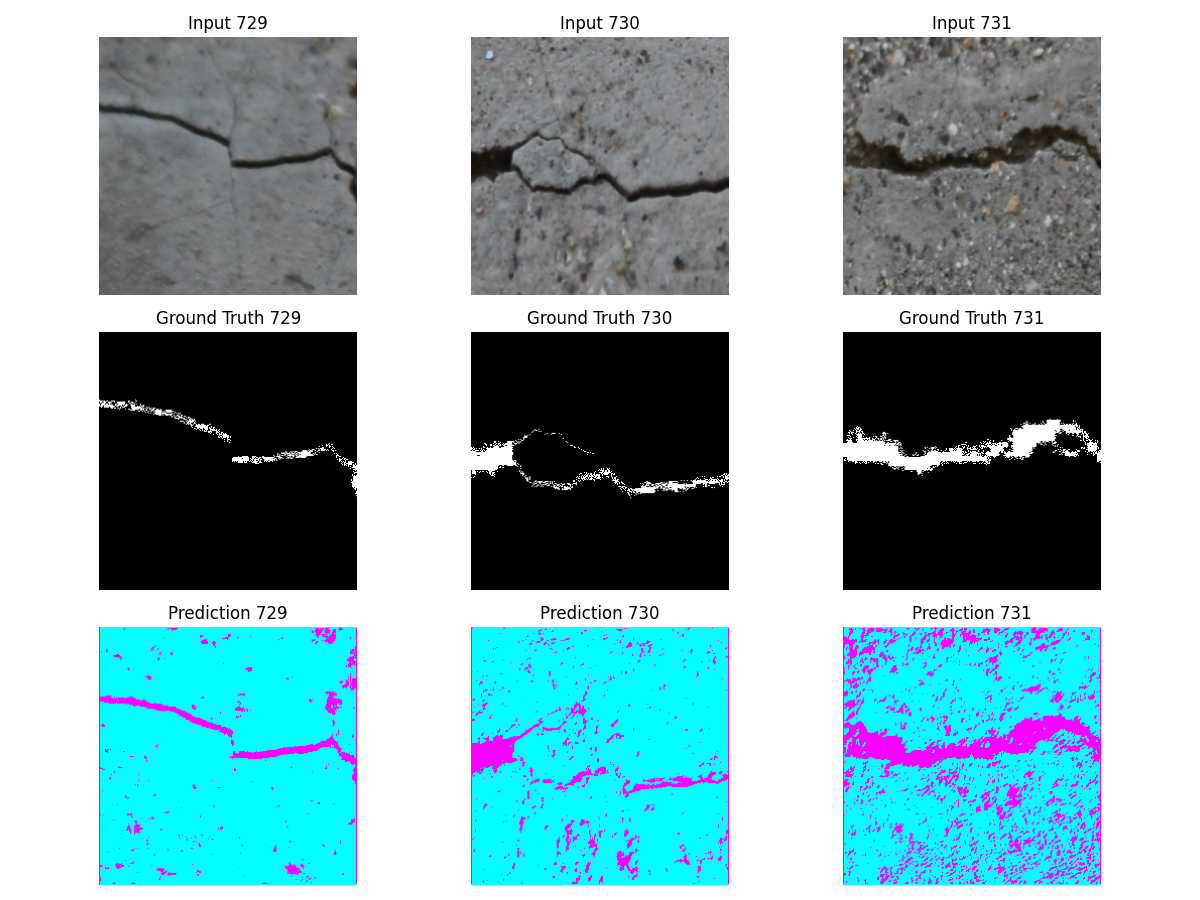 Input 729
Input 730
Input 731
Ground Truth 729
Ground Truth 730
Ground Truth 731
Prediction 729
Prediction 730
Prediction 731